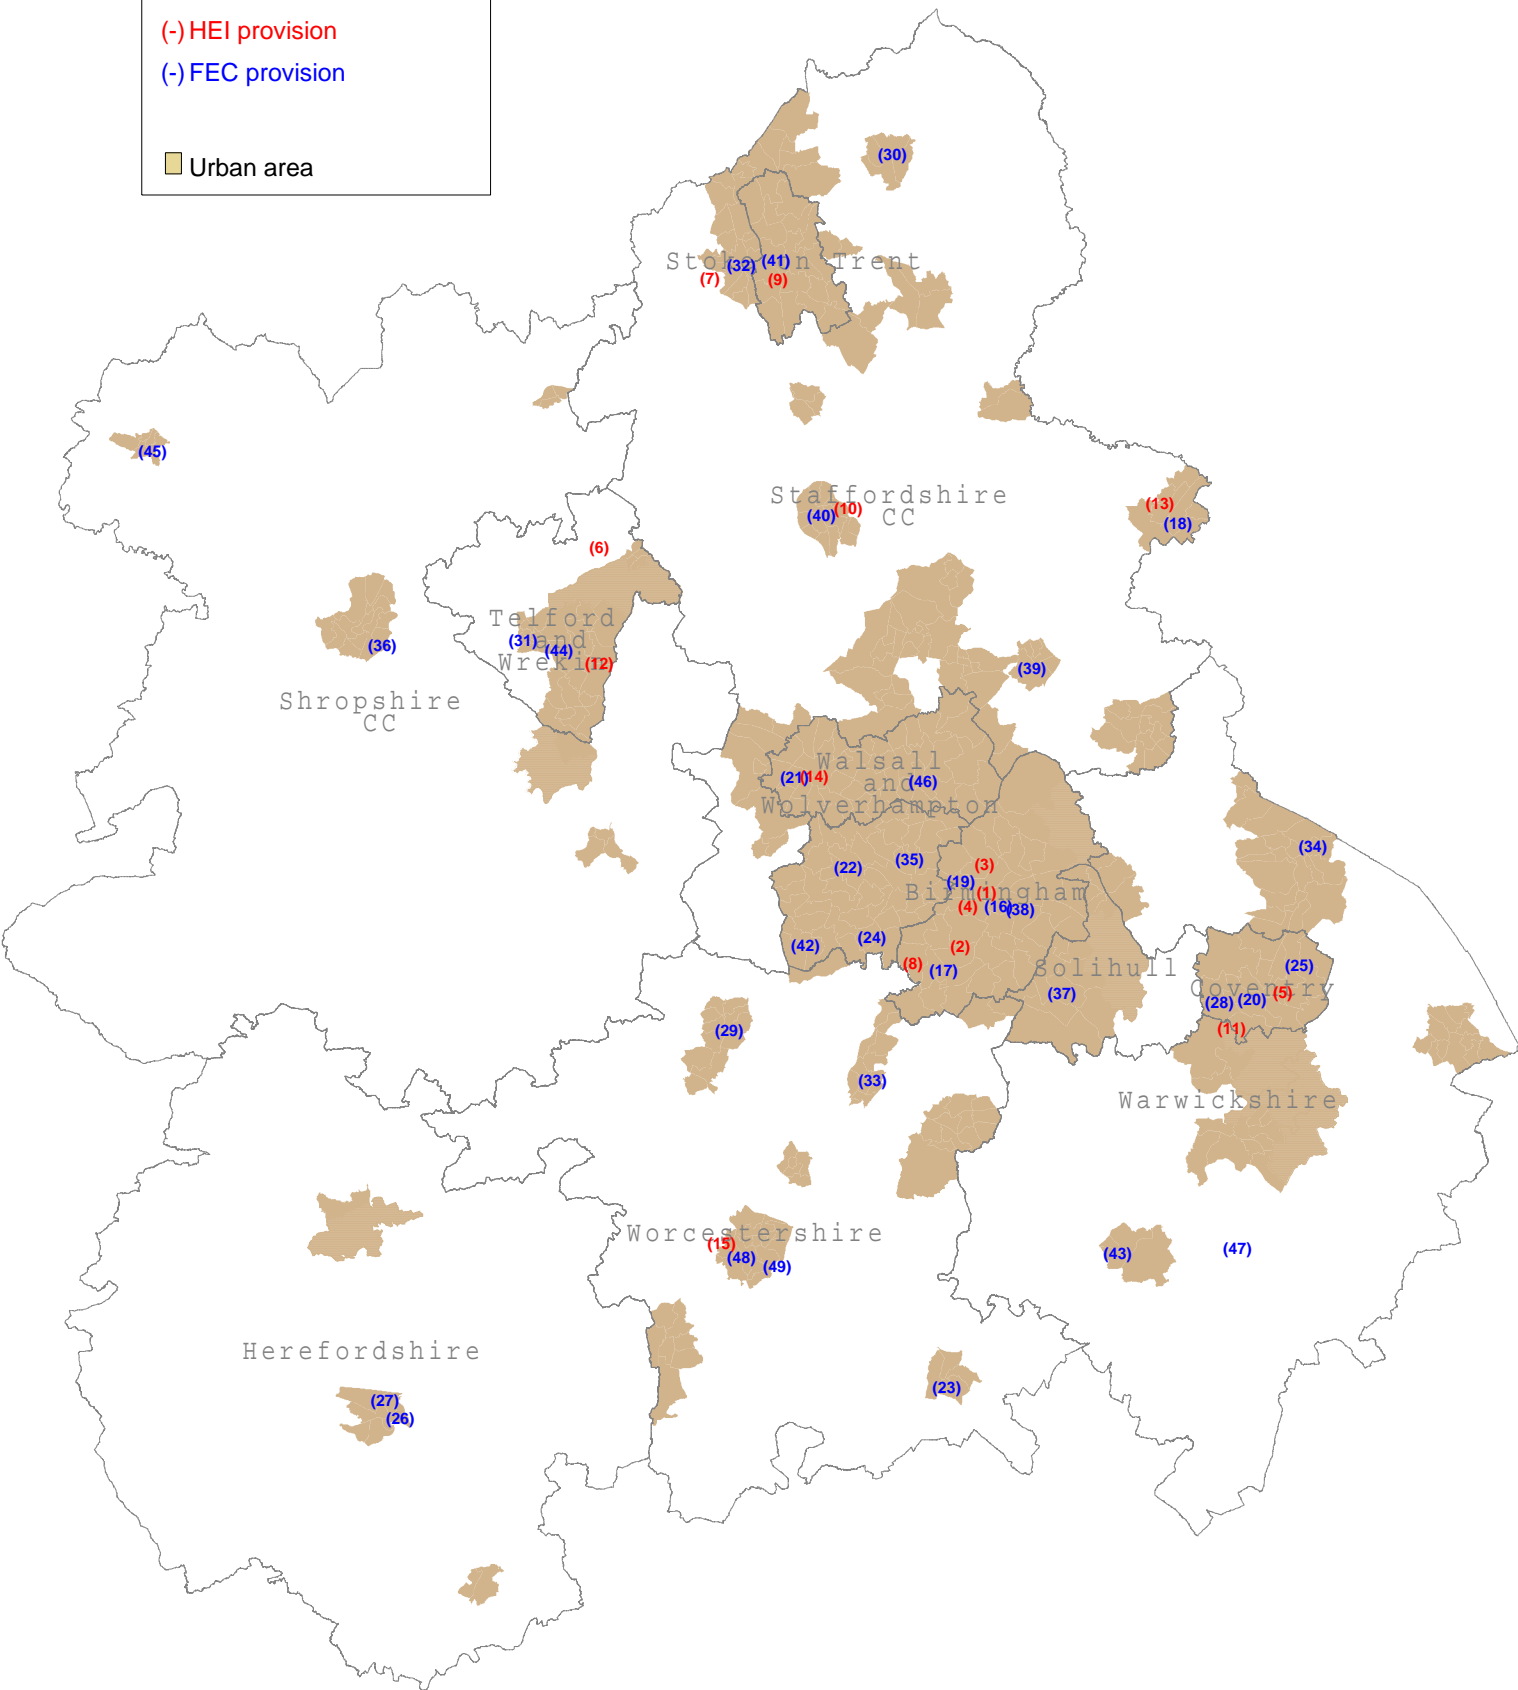 (-) HEI provision
(-) FEC provision
Urban area
(30)
Stoke on Trent
(32)
(41)
(7)
(9)
(45)
Staffordshire
CC
(10)
(40)
(13)
(18)
(6)
Telford
and
Wrekin
(31)
(44)
(12)
(36)
(39)
Shropshire
CC
Walsall
and
Wolverhampton
(21)
(14)
(46)
(34)
(35)
(22)
(3)
(19)
Birmingham
(1)
(4)
(16)
(38)
(24)
(42)
(2)
(8)
(17)
Solihull
(37)
(25)
Coventry
(28)
(20)
(5)
(11)
(29)
(33)
Warwickshire
Worcestershire
(15)
(48)
(49)
(43)
(47)
Herefordshire
(27)
(26)
(23)